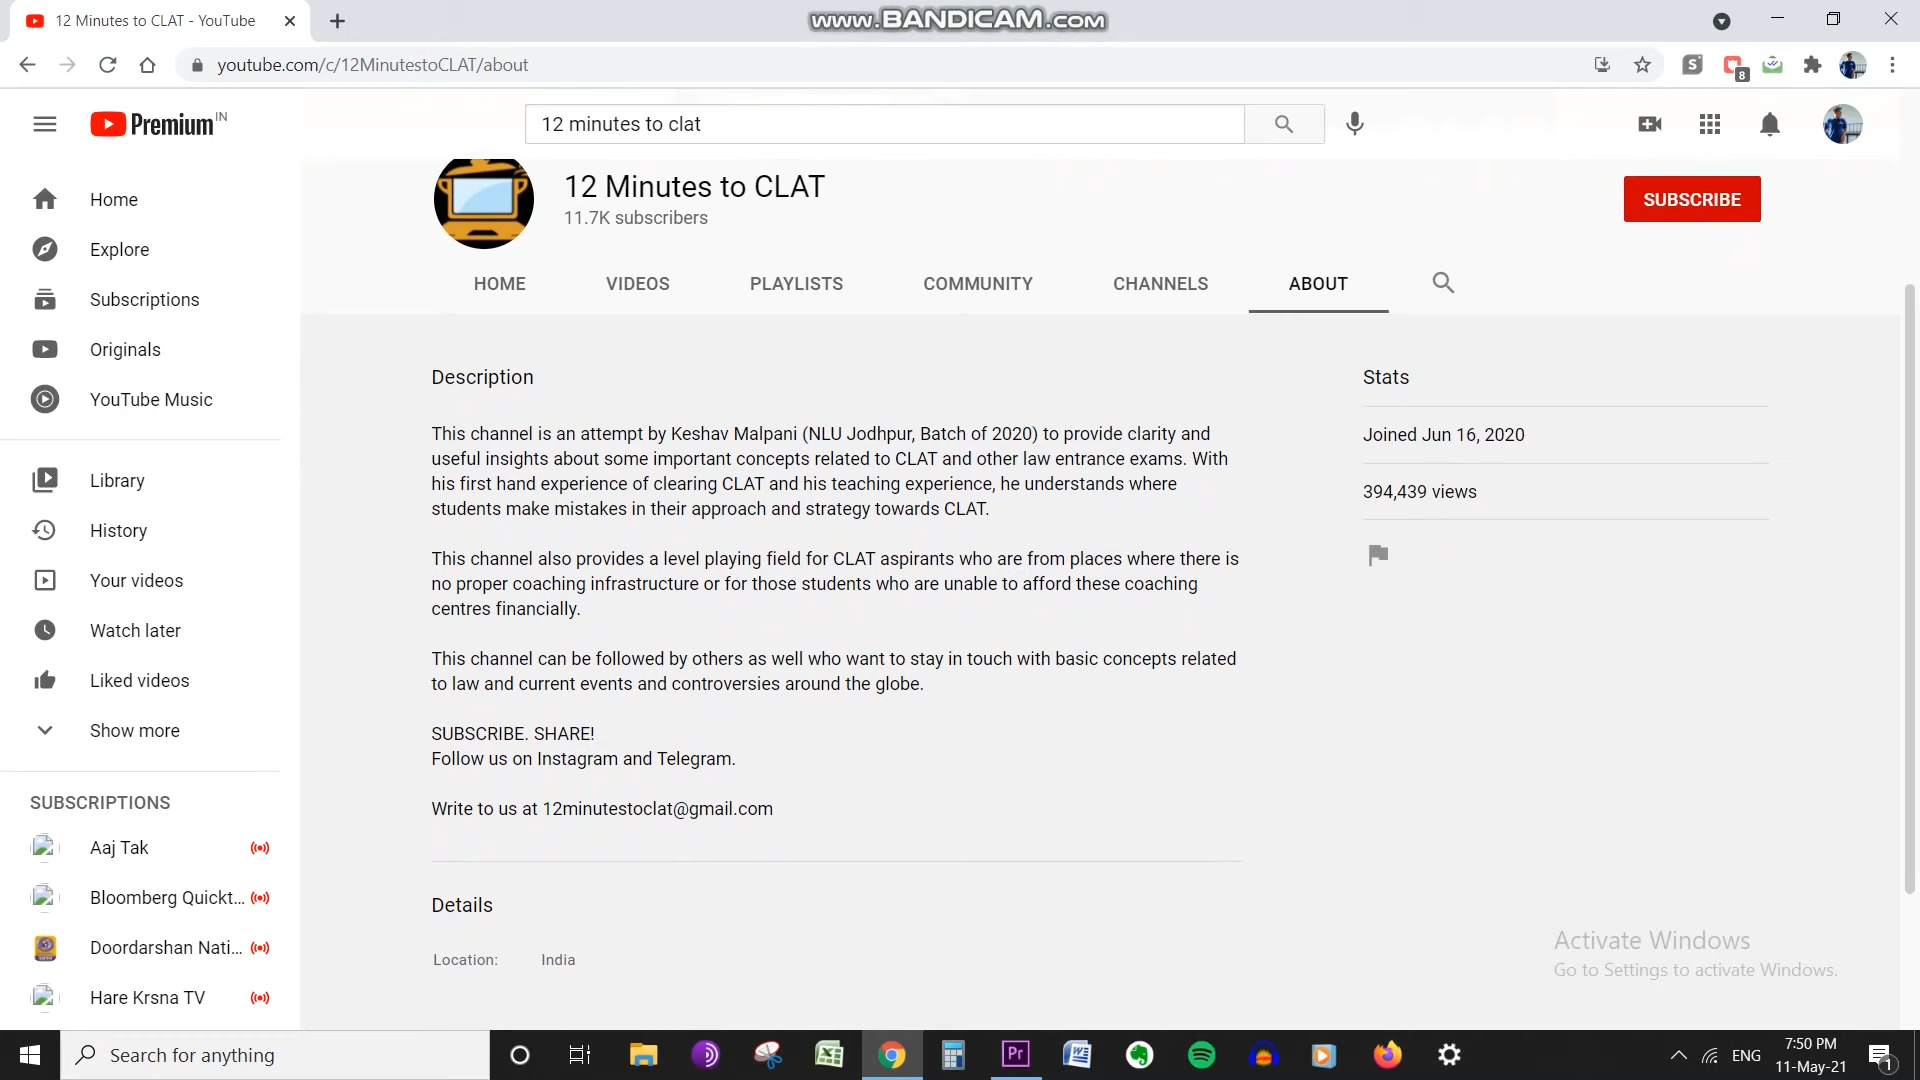 12 Minutes to CLAT - YouTube
www.BANDICAM.com
youtube.com/c/12MinutestoCLAT/about
8
Premium IN
12 minutes to clat
12 Minutes to CLAT
11.7K subscribers
SUBSCRIBE
HOME VIDEOS PLAYLISTS COMMUNITY CHANNELS ABOUT
Home
Explore
Subscriptions
Originals
YouTube Music
Library
History
Your videos
Watch later
Liked videos
Show more
SUBSCRIPTIONS
Aaj Tak
Bloomberg Quickt...
Doordarshan Nati...
Hare Krsna TV
Description
This channel is an attempt by Keshav Malpani (NLU Jodhpur, Batch of 2020) to provide clarity and
useful insights about some important concepts related to CLAT and other law entrance exams. With
his first hand experience of clearing CLAT and his teaching experience, he understands where
students make mistakes in their approach and strategy towards CLAT.
This channel also provides a level playing field for CLAT aspirants who are from places where there is
no proper coaching infrastructure or for those students who are unable to afford these coaching
centres financially.
This channel can be followed by others as well who want to stay in touch with basic concepts related
to law and current events and controversies around the globe.
SUBSCRIBE. SHARE!
Follow us on Instagram and Telegram.
Write to us at 12minutestoclat@gmail.com
Details
Location: India
Stats
Joined Jun 16, 2020
394,439 views
Activate Windows
Go to Settings to activate Windows.
Search for anything
Pr
ENG
7:50 PM
11-May-21
1